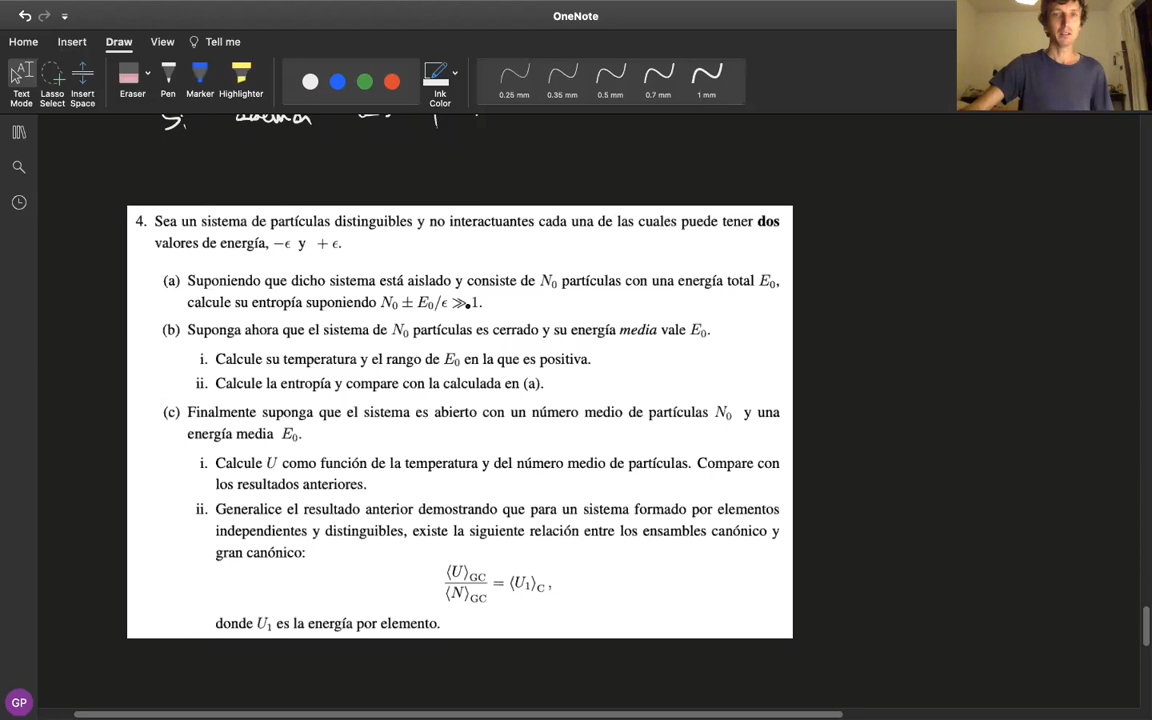 OneNote
Home Insert Draw View Tell me
Text Mode
Lasso Select
Insert Space
Eraser
Pen
Marker
Highlighter
Ink Color
0.25 mm 0.35 mm 0.5 mm 0.7 mm 1 mm
4. Sea un sistema de partículas distinguibles y no interactuantes cada una de las cuales puede tener dos
valores de energía, −ϵ y + ϵ.
(a) Suponiendo que dicho sistema está aislado y consiste de N₀ partículas con una energía total E₀,
calcule su entropía suponiendo N₀ ± E₀/ϵ ≫ 1.
(b) Suponga ahora que el sistema de N₀ partículas es cerrado y su energía media vale E₀.
i. Calcule su temperatura y el rango de E₀ en la que es positiva.
ii. Calcule la entropía y compare con la calculada en (a).
(c) Finalmente suponga que el sistema es abierto con un número medio de partículas N₀ y una
energía media E₀.
i. Calcule U como función de la temperatura y del número medio de partículas. Compare con
los resultados anteriores.
ii. Generalice el resultado anterior demostrando que para un sistema formado por elementos
independientes y distinguibles, existe la siguiente relación entre los ensambles canónico y
gran canónico:
⟨U⟩GC / ⟨N⟩GC = ⟨U₁⟩C ,
donde U₁ es la energía por elemento.
GP